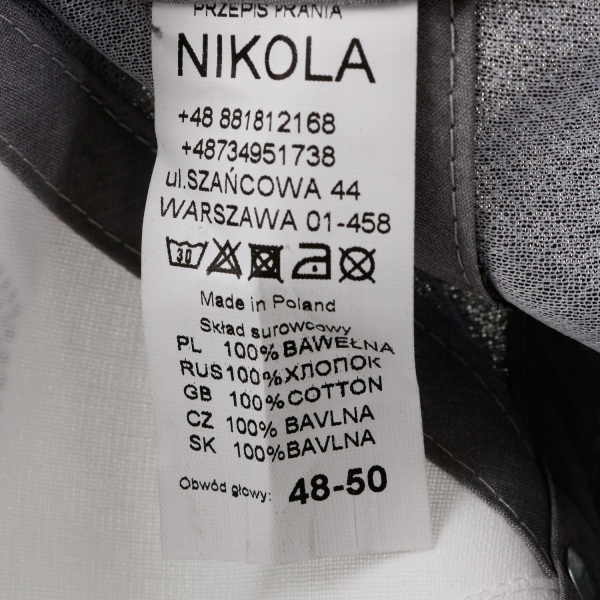 PRZEPIS PRANIA
NIKOLA
+48 881812168
+48734951738
ul.SZAŃCOWA 44
WARSZAWA 01-458
30
Made in Poland
Skład surowcowy
PL 100% BAWEŁNA
RUS 100% ХЛОПОК
GB 100% COTTON
CZ 100% BAVLNA
SK 100%BAVLNA
Obwód głowy: 48-50